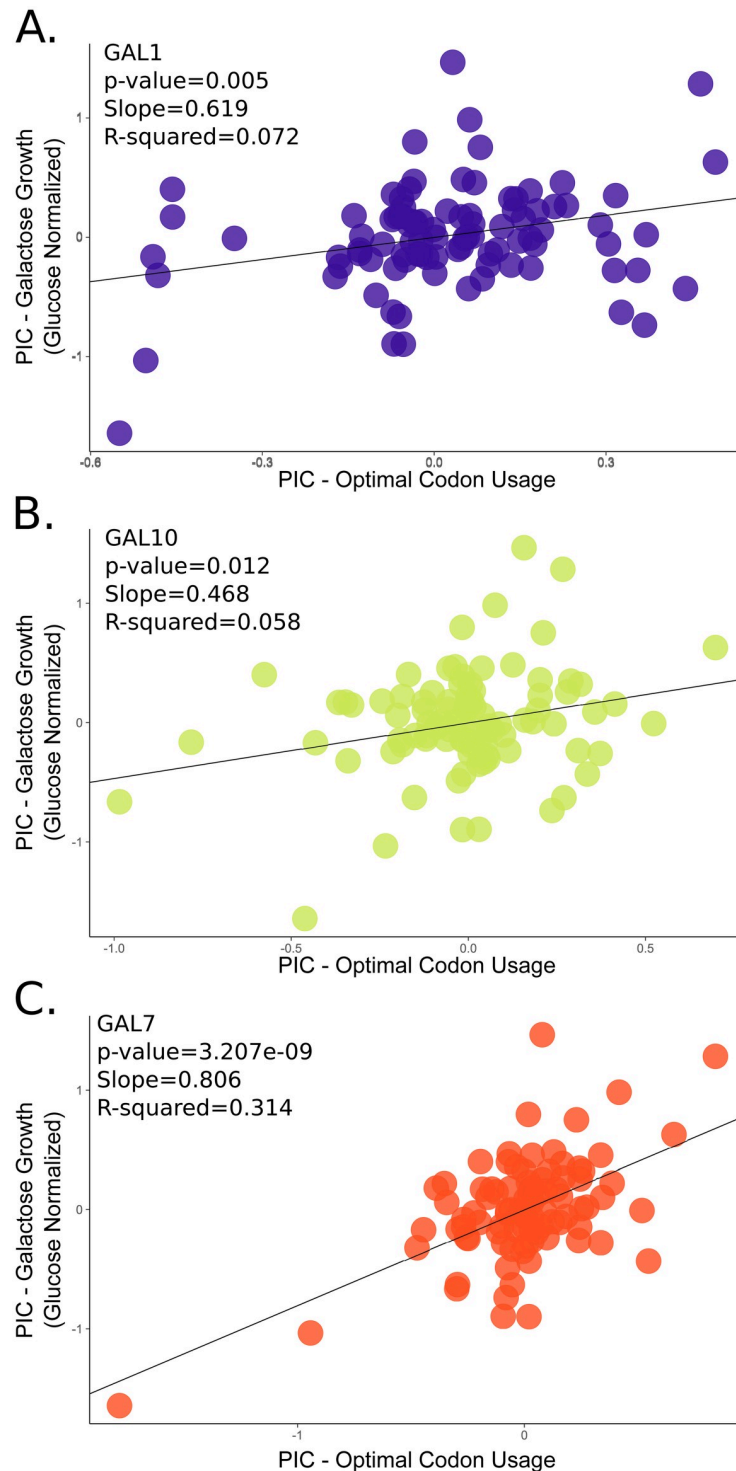 A.
GAL1
p-value=0.005
Slope=0.619
R-squared=0.072
PIC - Galactose Growth
(Glucose Normalized)
1
0
-1
-0.6
-0.3
0.0
0.3
PIC - Optimal Codon Usage
B.
GAL10
p-value=0.012
Slope=0.468
R-squared=0.058
PIC - Galactose Growth
(Glucose Normalized)
1
0
-1
-1.0
-0.5
0.0
0.5
PIC - Optimal Codon Usage
C.
GAL7
p-value=3.207e-09
Slope=0.806
R-squared=0.314
PIC - Galactose Growth
(Glucose Normalized)
1
0
-1
-1
0
PIC - Optimal Codon Usage